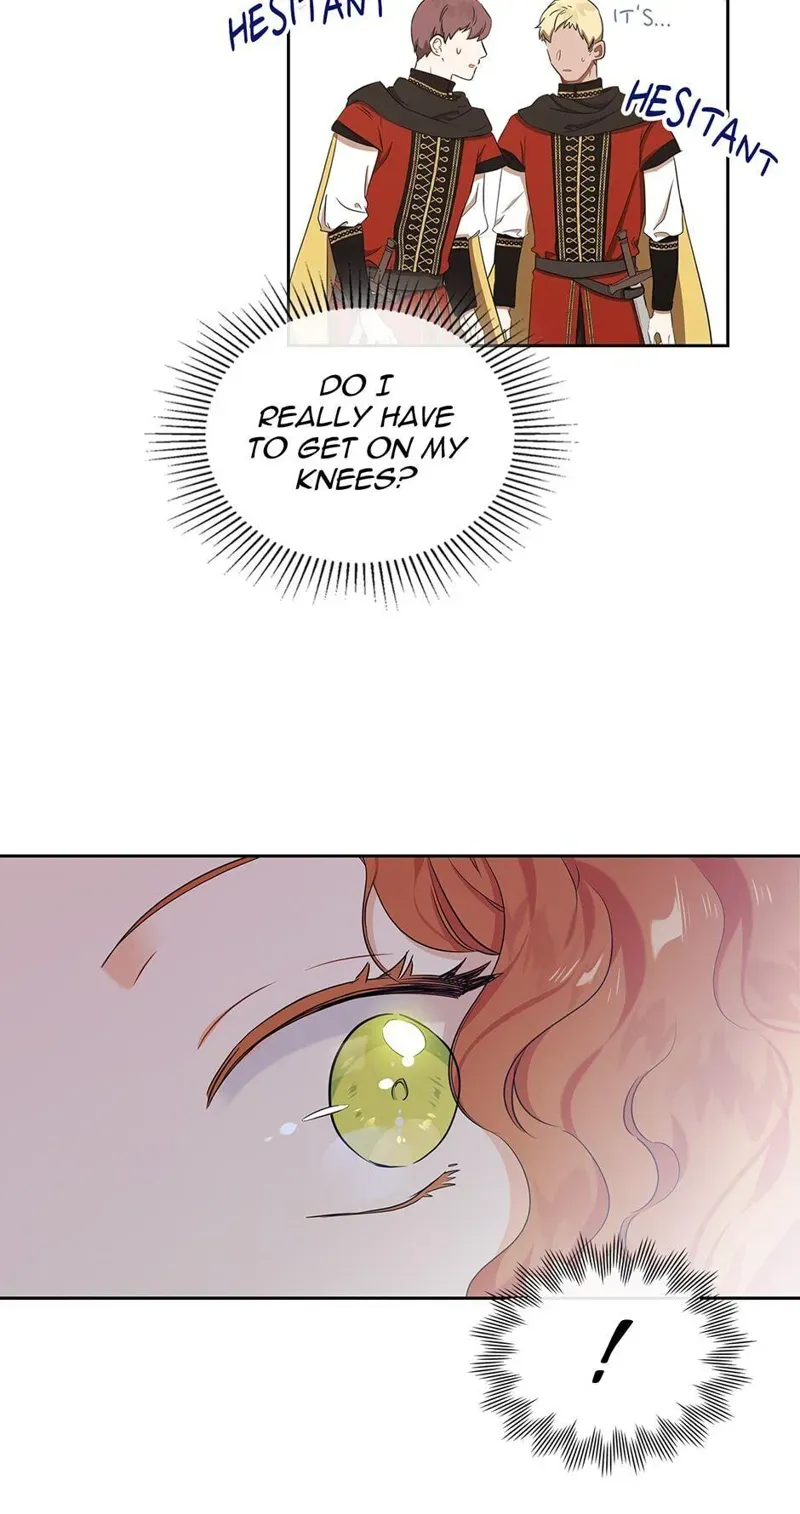 HESITANT
IT'S...
HESITANT
DO I
REALLY HAVE
TO GET ON MY
KNEES?
!